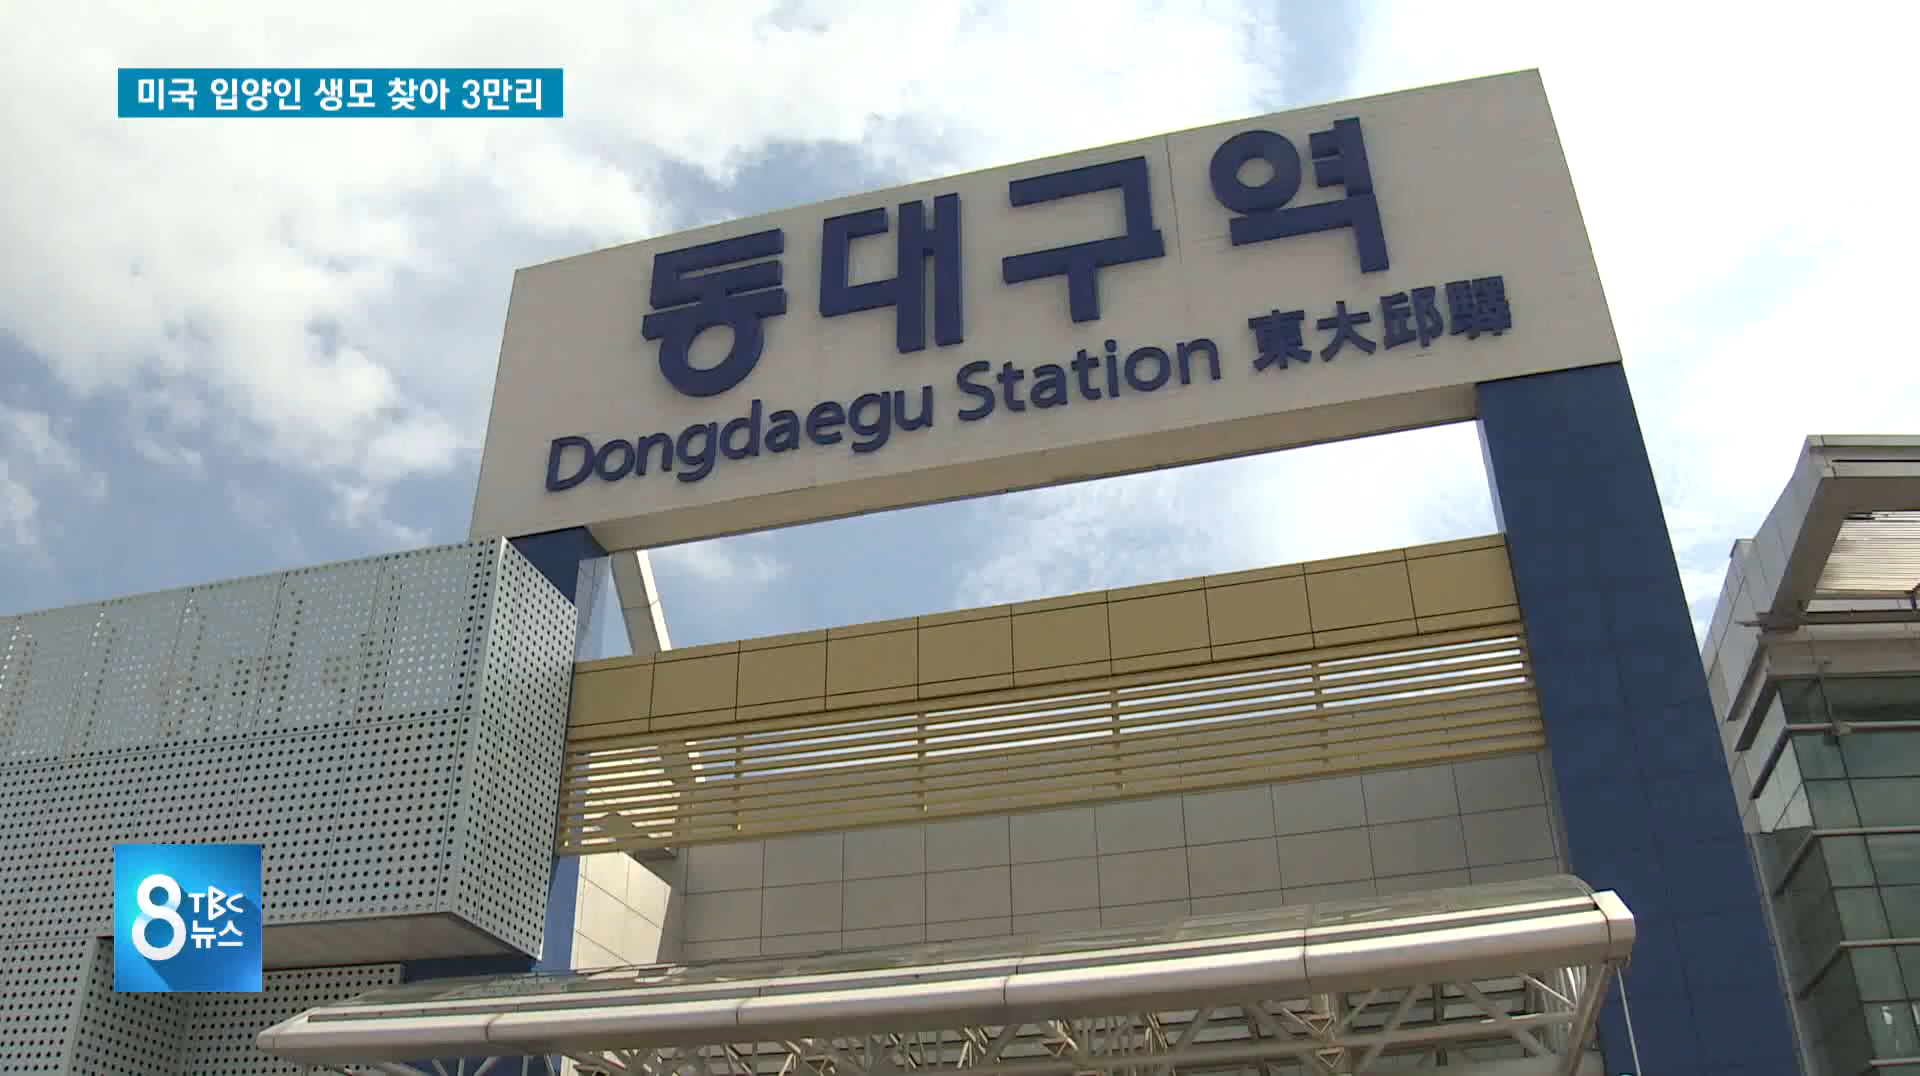 미국 입양인 생모 찾아 3만리
동대구역
Dongdaegu Station 東大邱驛
8 TBC
뉴스